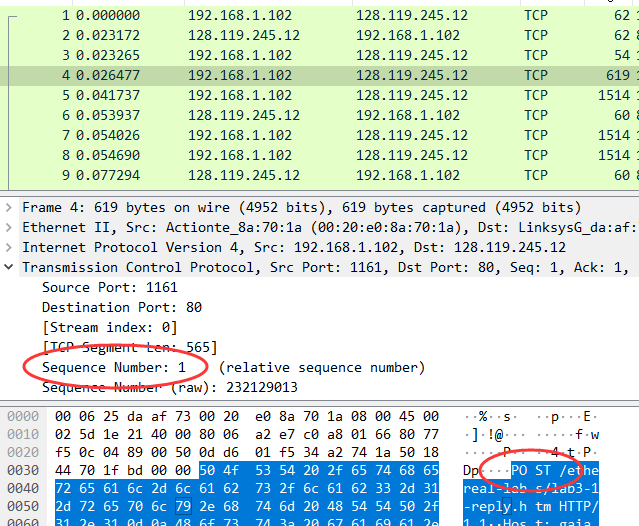 1 0.000000 192.168.1.102 128.119.245.12 TCP 62 1
2 0.023172 128.119.245.12 192.168.1.102 TCP 62 8
3 0.023265 192.168.1.102 128.119.245.12 TCP 54 1
4 0.026477 192.168.1.102 128.119.245.12 TCP 619 1
5 0.041737 192.168.1.102 128.119.245.12 TCP 1514 1
6 0.053937 128.119.245.12 192.168.1.102 TCP 60 8
7 0.054026 192.168.1.102 128.119.245.12 TCP 1514 1
8 0.054690 192.168.1.102 128.119.245.12 TCP 1514 1
9 0.077294 128.119.245.12 192.168.1.102 TCP 60 8
Frame 4: 619 bytes on wire (4952 bits), 619 bytes captured (4952 bits)
Ethernet II, Src: Actionte_8a:70:1a (00:20:e0:8a:70:1a), Dst: LinksysG_da:af:
Internet Protocol Version 4, Src: 192.168.1.102, Dst: 128.119.245.12
Transmission Control Protocol, Src Port: 1161, Dst Port: 80, Seq: 1, Ack: 1,
Source Port: 1161
Destination Port: 80
[Stream index: 0]
[TCP Segment Len: 565]
Sequence Number: 1 (relative sequence number)
Sequence Number (raw): 232129013
0000 00 06 25 da af 73 00 20 e0 8a 70 1a 08 00 45 00 ··%··s· ··p···E·
0010 02 5d 1e 21 40 00 80 06 a2 e7 c0 a8 01 66 80 77 ·]·!@··· ·····f·w
0020 f5 0c 04 89 00 50 0d d6 01 f5 34 a2 74 1a 50 18 ·····P·· ··4·t·P·
0030 44 70 1f bd 00 00 50 4f 53 54 20 2f 65 74 68 65 Dp····PO ST /ethe
0040 72 65 61 6c 2d 6c 61 62 73 2f 6c 61 62 33 2d 31 real-lab s/lab3-1
0050 2d 72 65 70 6c 79 2e 68 74 6d 20 48 54 54 50 2f -reply.h tm HTTP/
31 2e 31 0d 0a 48 6f 73 74 3a 20 67 61 69 61 2e 1.1··Hos t: gaia.